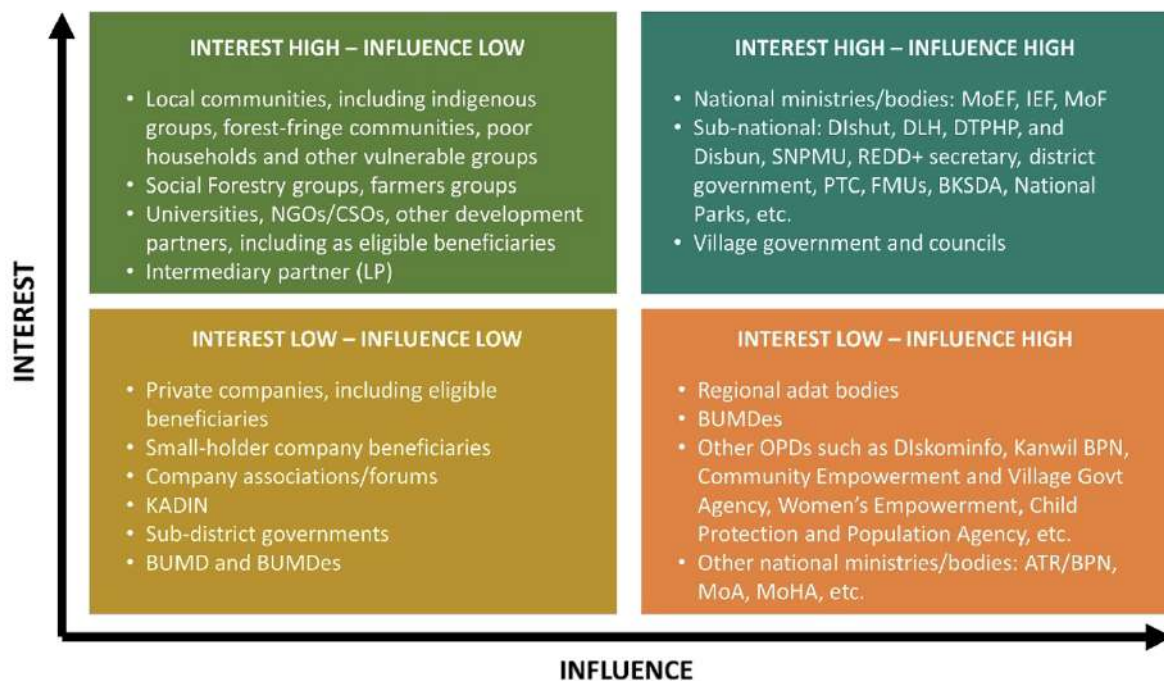 INTEREST HIGH – INFLUENCE LOW
• Local communities, including indigenous
groups, forest-fringe communities, poor
households and other vulnerable groups
• Social Forestry groups, farmers groups
• Universities, NGOs/CSOs, other development
partners, including as eligible beneficiaries
• Intermediary partner (LP)
INTEREST HIGH – INFLUENCE HIGH
• National ministries/bodies: MoEF, IEF, MoF
• Sub-national: DIshut, DLH, DTPHP, and
Disbun, SNPMU, REDD+ secretary, district
government, PTC, FMUs, BKSDA, National
Parks, etc.
• Village government and councils
INTEREST LOW – INFLUENCE LOW
• Private companies, including eligible
beneficiaries
• Small-holder company beneficiaries
• Company associations/forums
• KADIN
• Sub-district governments
• BUMD and BUMDes
INTEREST LOW – INFLUENCE HIGH
• Regional adat bodies
• BUMDes
• Other OPDs such as DIskominfo, Kanwil BPN,
Community Empowerment and Village Govt
Agency, Women’s Empowerment, Child
Protection and Population Agency, etc.
• Other national ministries/bodies: ATR/BPN,
MoA, MoHA, etc.
INTEREST
INFLUENCE